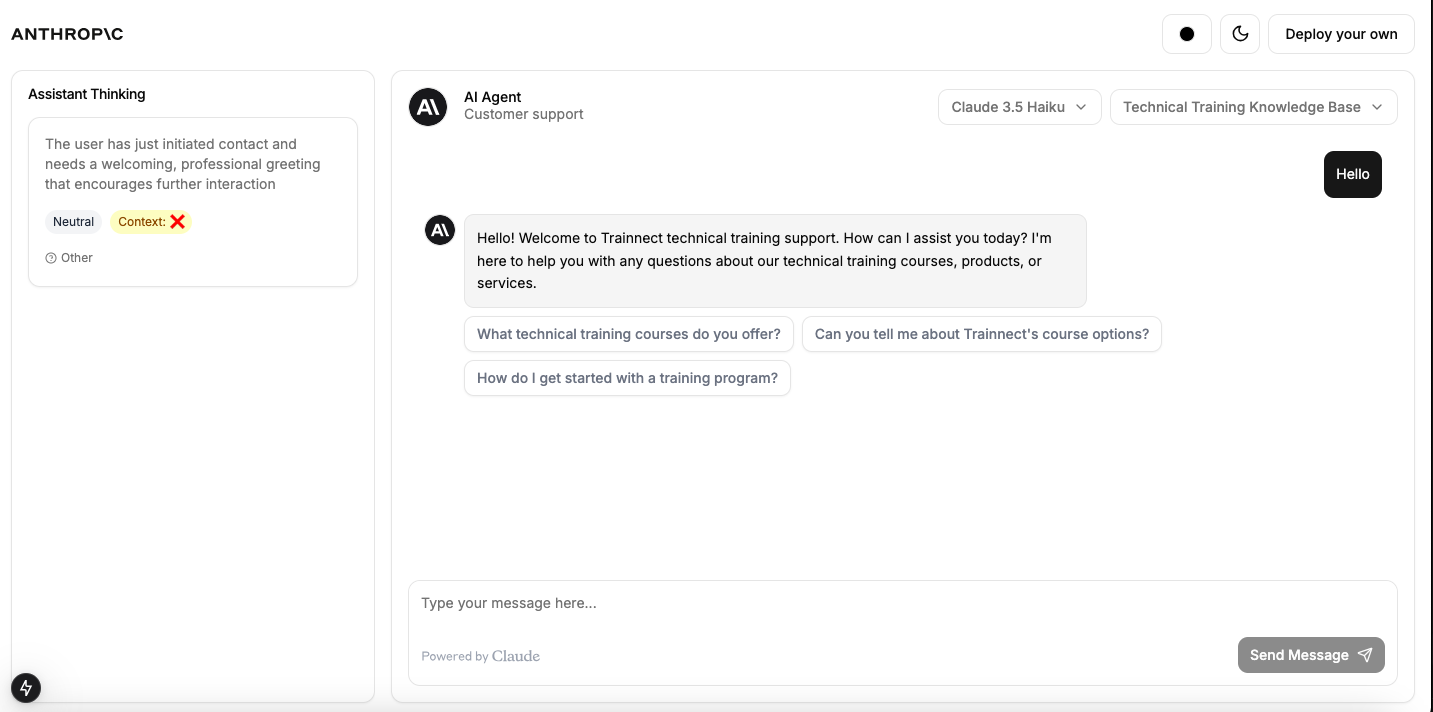 ANTHROP\C
Deploy your own
Assistant Thinking
The user has just initiated contact and
needs a welcoming, professional greeting
that encourages further interaction
Neutral
Context: ❌
Other
AI Agent
Customer support
Claude 3.5 Haiku
Technical Training Knowledge Base
Hello
Hello! Welcome to Trainnect technical training support. How can I assist you today? I'm
here to help you with any questions about our technical training courses, products, or
services.
What technical training courses do you offer?
Can you tell me about Trainnect's course options?
How do I get started with a training program?
Type your message here...
Powered by Claude
Send Message